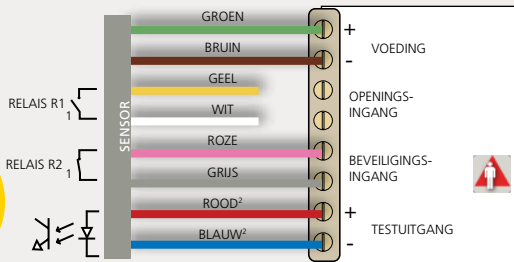 GROEN
+
VOEDING
BRUIN
-
GEEL
RELAIS R1
1
OPENINGS-
INGANG
WIT
SENSOR
ROZE
RELAIS R2
1
BEVEILIGINGS-
INGANG
GRIJS
ROOD²
+
TESTUITGANG
BLAUW²
-